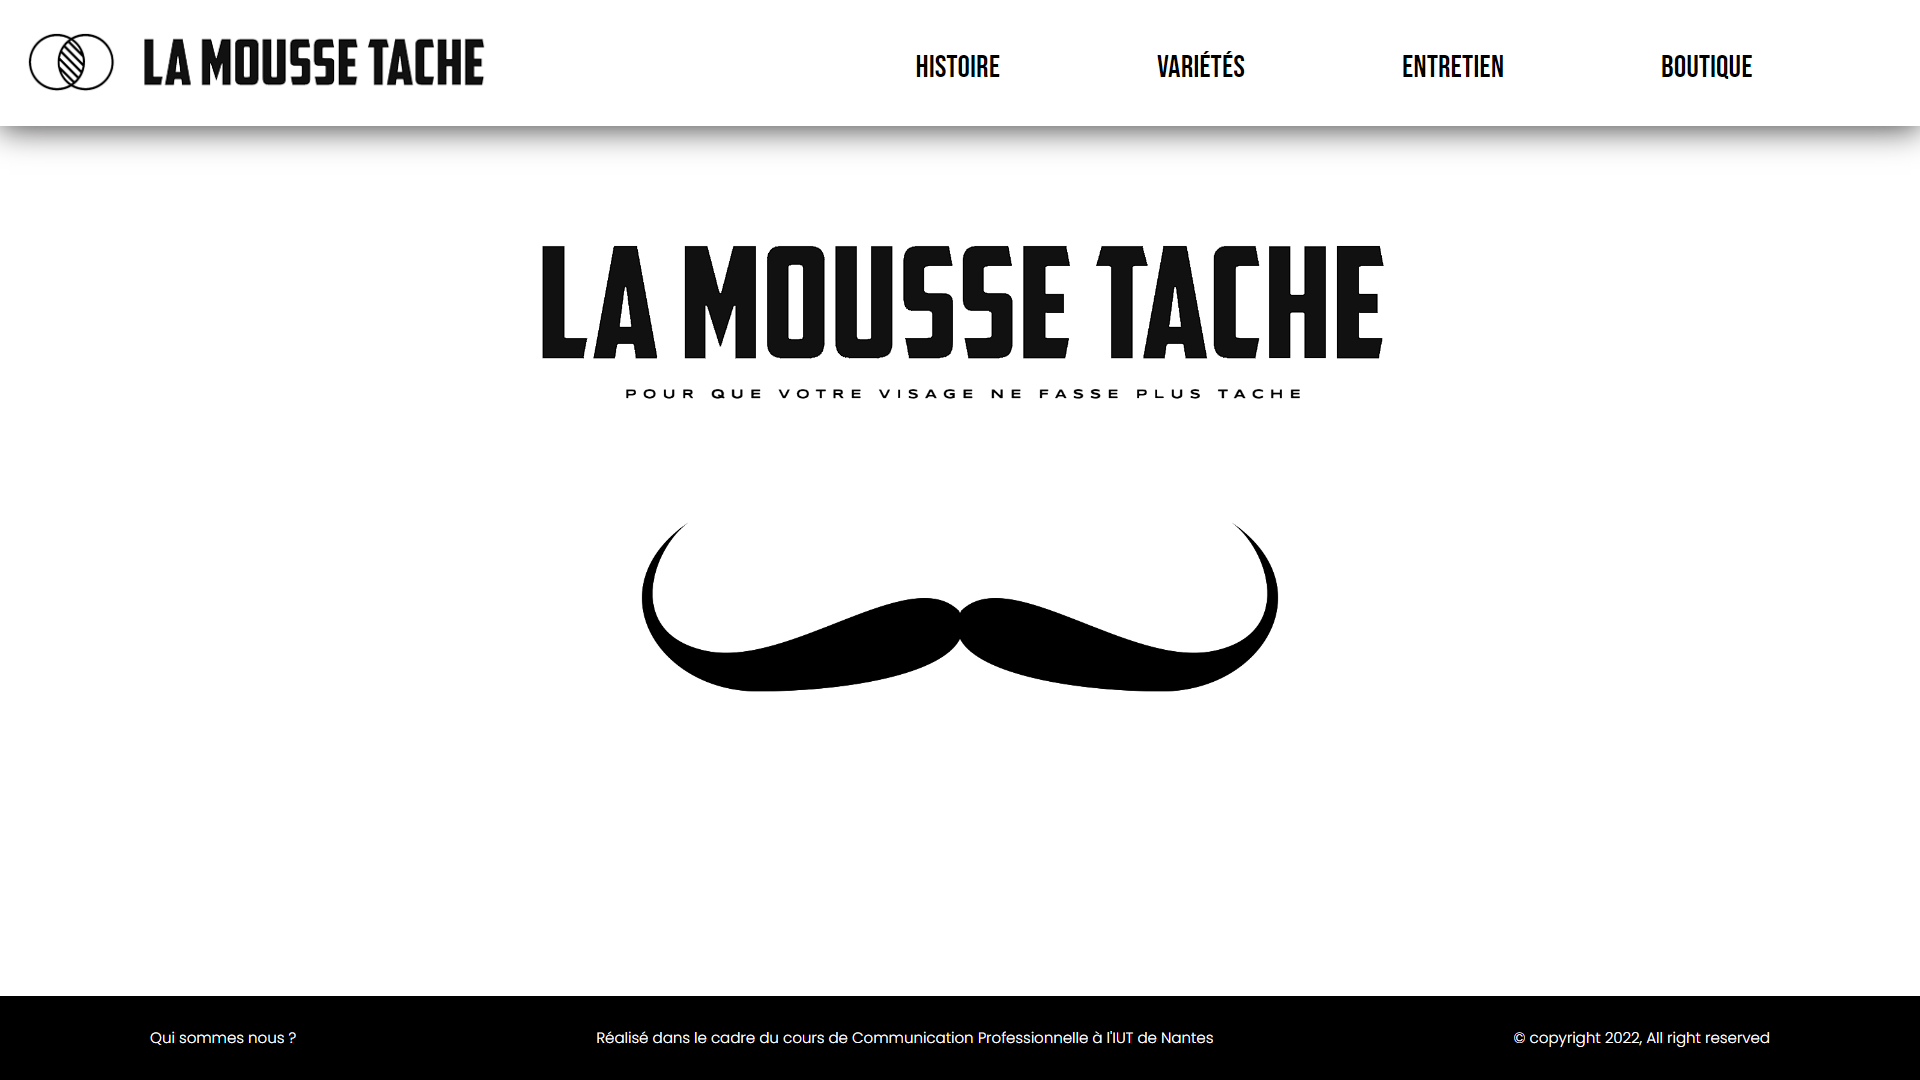 LA MOUSSE TACHE
HISTOIRE
VARIÉTÉS
ENTRETIEN
BOUTIQUE
LA MOUSSE TACHE
POUR QUE VOTRE VISAGE NE FASSE PLUS TACHE
Qui sommes nous ?
Réalisé dans le cadre du cours de Communication Professionnelle à l'IUT de Nantes
© copyright 2022, All right reserved